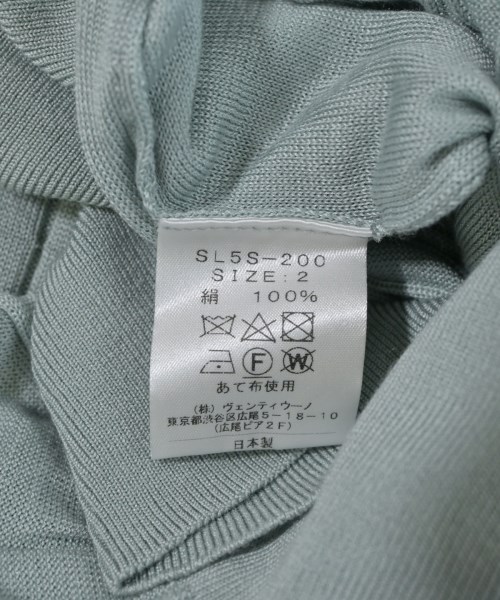 SL5S-200
SIZE:2
絹 100%
F W
あて布使用
(株) ヴェンティウーノ
東京都渋谷区広尾5-18-10
(広尾ピア2F)
日本製